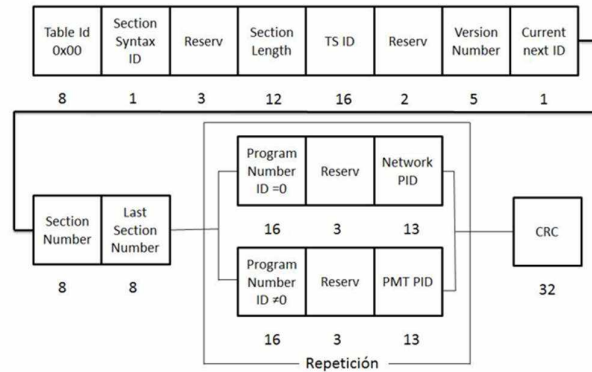 Table Id
0x00
Section
Syntax
ID
Reserv
Section
Length
TS ID
Reserv
Version
Number
Current
next ID
8
1
3
12
16
2
5
1
Section
Number
Last
Section
Number
8
8
Program
Number
ID =0
Reserv
Network
PID
16
3
13
Program
Number
ID ≠0
Reserv
PMT PID
16
3
13
Repetición
CRC
32